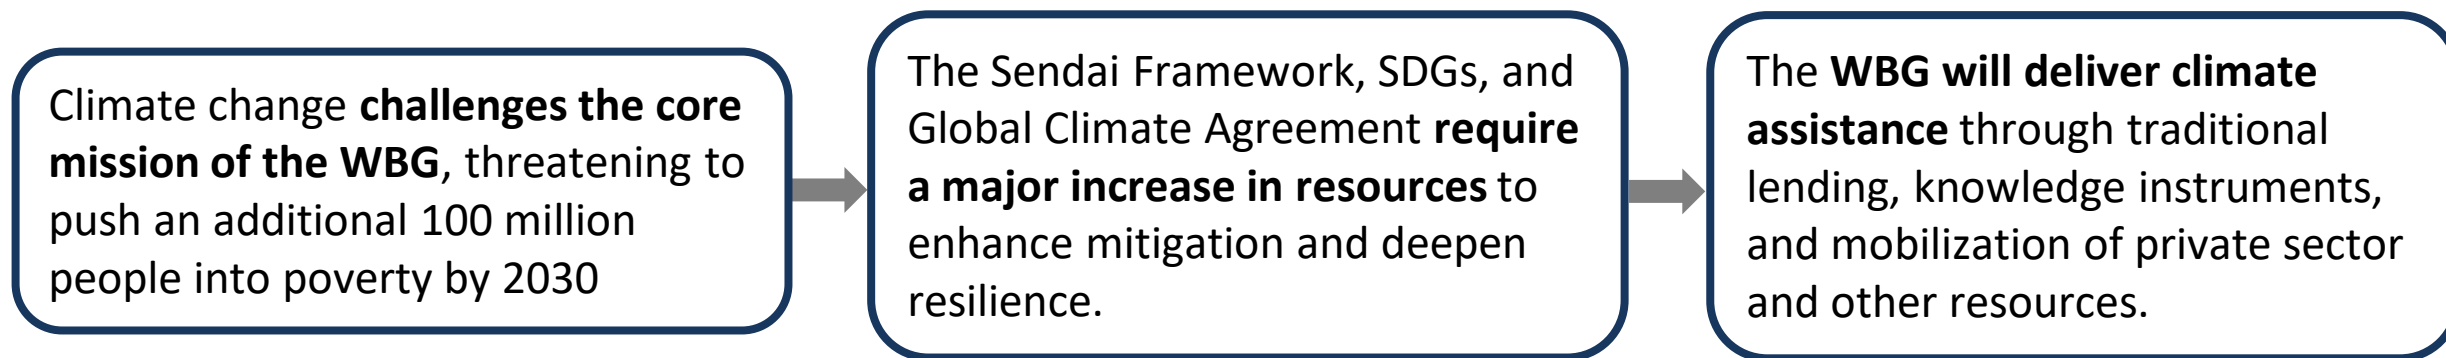 Climate change challenges the core
mission of the WBG, threatening to
push an additional 100 million
people into poverty by 2030
The Sendai Framework, SDGs, and
Global Climate Agreement require
a major increase in resources to
enhance mitigation and deepen
resilience.
The WBG will deliver climate
assistance through traditional
lending, knowledge instruments,
and mobilization of private sector
and other resources.